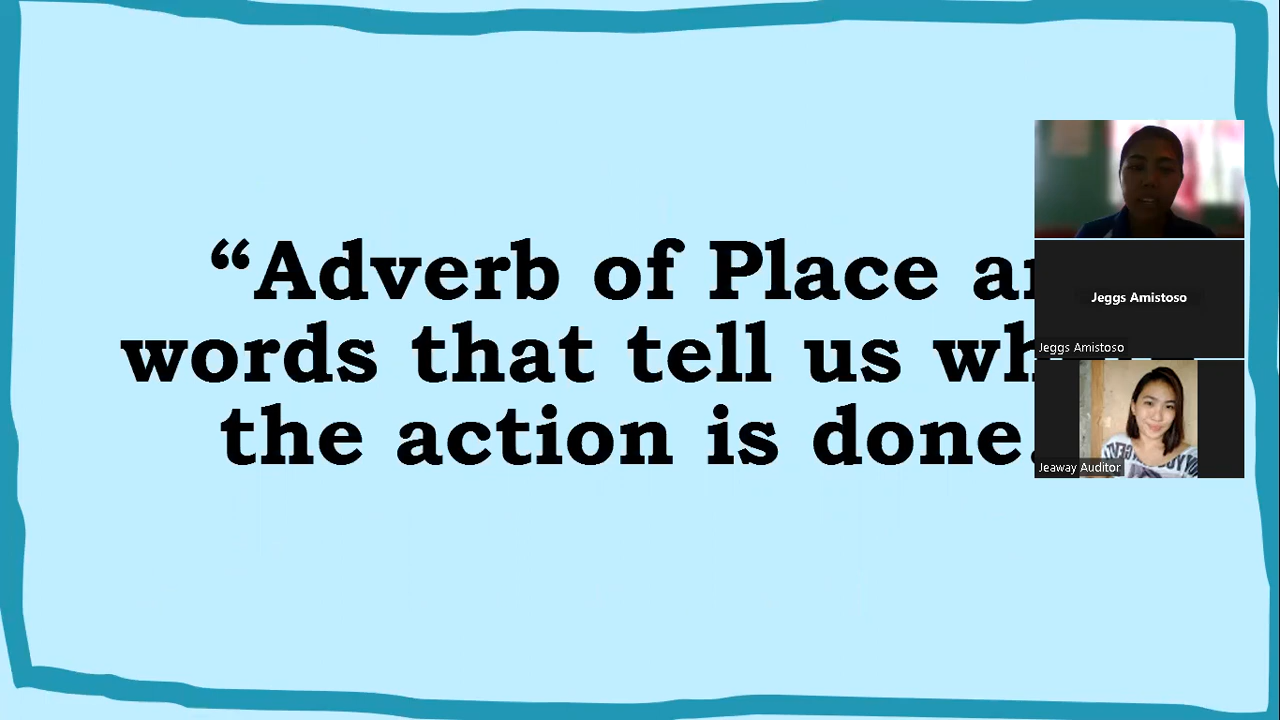 “Adverb of Place
words that tell us
the action is done.
Jeggs Amistoso
Jeggs Amistoso
Jeaway Auditor